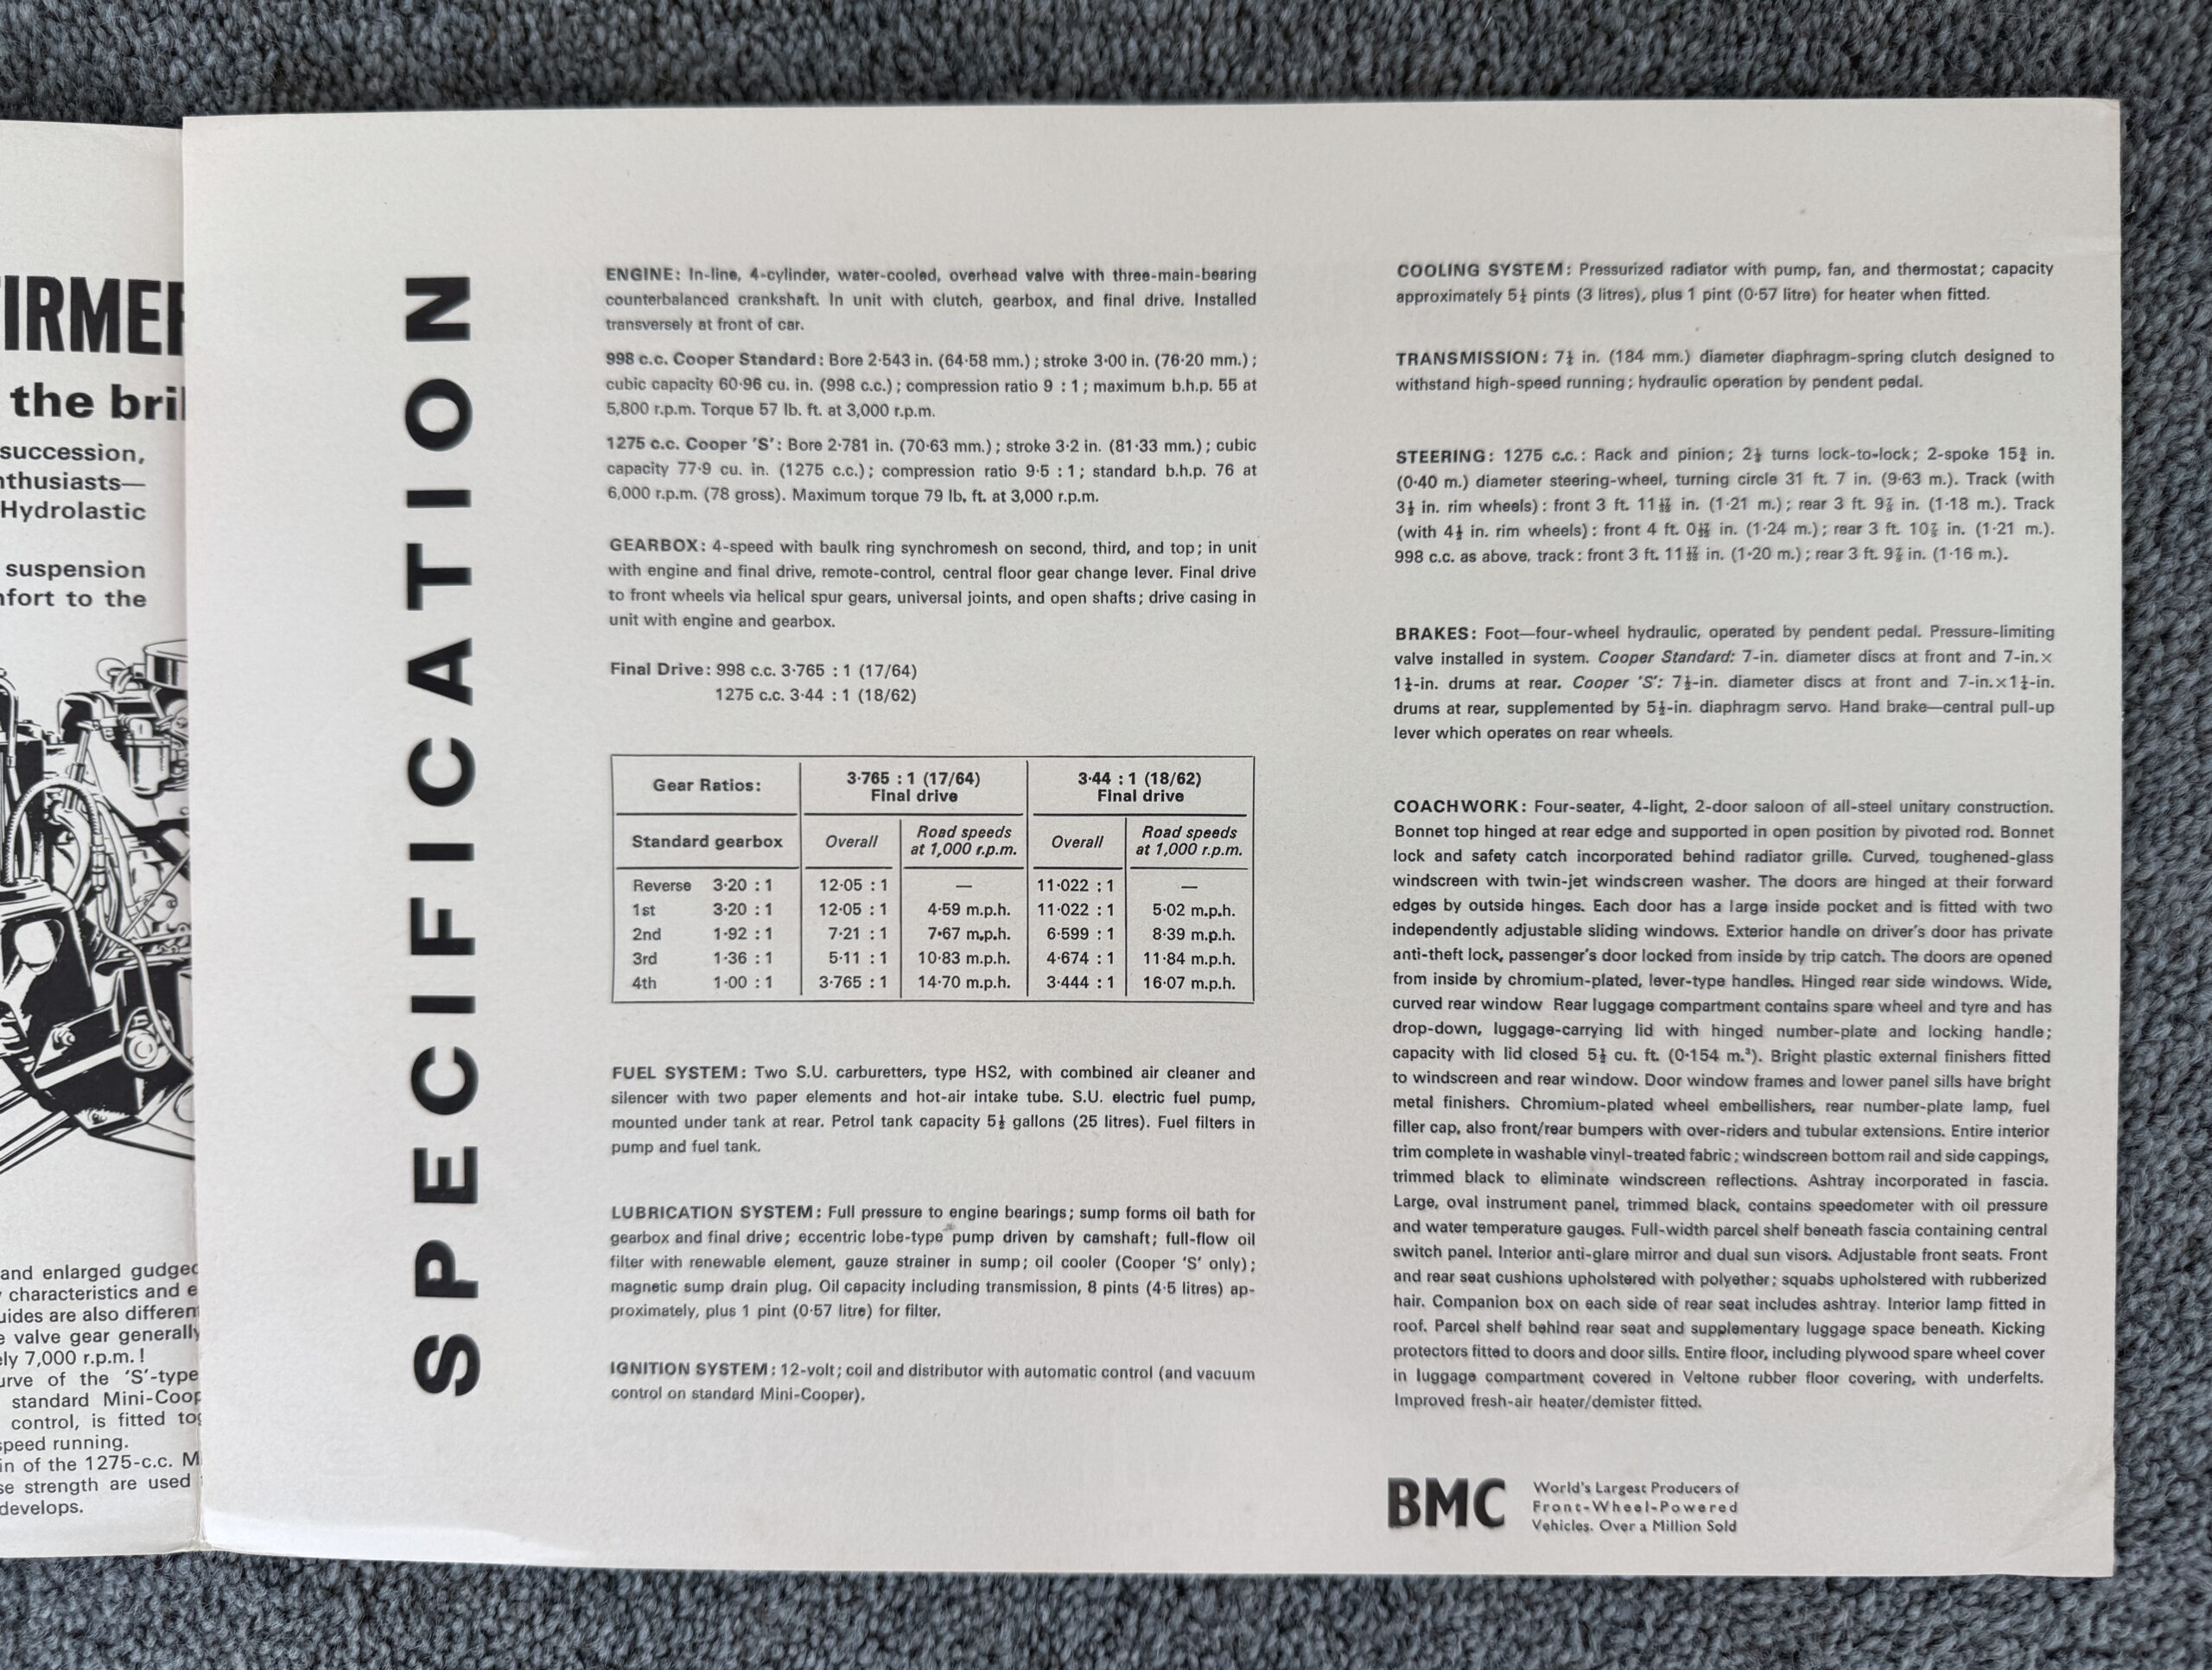 IRMER
the bril
succession,
nthusiasts—
Hydrolastic
suspension
nfort to the
and enlarged gudgeo
characteristics and e
uides are also differen
e valve gear generally
ely 7,000 r.p.m.!
urve of the 'S'-type
standard Mini-Coop
control, is fitted tog
speed running.
in of the 1275-c.c. M
se strength are used
develops.
SPECIFICATION
ENGINE: In-line, 4-cylinder, water-cooled, overhead valve with three-main-bearing
counterbalanced crankshaft. In unit with clutch, gearbox, and final drive. Installed
transversely at front of car.
998 c.c. Cooper Standard: Bore 2·543 in. (64·58 mm.); stroke 3·00 in. (76·20 mm.);
cubic capacity 60·96 cu. in. (998 c.c.); compression ratio 9 : 1; maximum b.h.p. 55 at
5,800 r.p.m. Torque 57 lb. ft. at 3,000 r.p.m.
1275 c.c. Cooper 'S': Bore 2·781 in. (70·63 mm.); stroke 3·2 in. (81·33 mm.); cubic
capacity 77·9 cu. in. (1275 c.c.); compression ratio 9·5 : 1; standard b.h.p. 76 at
6,000 r.p.m. (78 gross). Maximum torque 79 lb. ft. at 3,000 r.p.m.
GEARBOX: 4-speed with baulk ring synchromesh on second, third, and top; in unit
with engine and final drive, remote-control, central floor gear change lever. Final drive
to front wheels via helical spur gears, universal joints, and open shafts; drive casing in
unit with engine and gearbox.
Final Drive: 998 c.c. 3·765 : 1 (17/64)
1275 c.c. 3·44 : 1 (18/62)
Gear Ratios: 3·765 : 1 (17/64) Final drive 3·44 : 1 (18/62) Final drive
Standard gearbox Overall Road speeds at 1,000 r.p.m. Overall Road speeds at 1,000 r.p.m.
Reverse 3·20 : 1 12·05 : 1 — 11·022 : 1 —
1st 3·20 : 1 12·05 : 1 4·59 m.p.h. 11·022 : 1 5·02 m.p.h.
2nd 1·92 : 1 7·21 : 1 7·67 m.p.h. 6·599 : 1 8·39 m.p.h.
3rd 1·36 : 1 5·11 : 1 10·83 m.p.h. 4·674 : 1 11·84 m.p.h.
4th 1·00 : 1 3·765 : 1 14·70 m.p.h. 3·444 : 1 16·07 m.p.h.
FUEL SYSTEM: Two S.U. carburetters, type HS2, with combined air cleaner and
silencer with two paper elements and hot-air intake tube. S.U. electric fuel pump,
mounted under tank at rear. Petrol tank capacity 5½ gallons (25 litres). Fuel filters in
pump and fuel tank.
LUBRICATION SYSTEM: Full pressure to engine bearings; sump forms oil bath for
gearbox and final drive; eccentric lobe-type pump driven by camshaft; full-flow oil
filter with renewable element, gauze strainer in sump; oil cooler (Cooper 'S' only);
magnetic sump drain plug. Oil capacity including transmission, 8 pints (4·5 litres) ap-
proximately, plus 1 pint (0·57 litre) for filter.
IGNITION SYSTEM: 12-volt; coil and distributor with automatic control (and vacuum
control on standard Mini-Cooper).
COOLING SYSTEM: Pressurized radiator with pump, fan, and thermostat; capacity
approximately 5¼ pints (3 litres), plus 1 pint (0·57 litre) for heater when fitted.
TRANSMISSION: 7¼ in. (184 mm.) diameter diaphragm-spring clutch designed to
withstand high-speed running; hydraulic operation by pendent pedal.
STEERING: 1275 c.c.: Rack and pinion; turns lock-to-lock; 2-spoke 15¾ in.
(0·40 m.) diameter steering-wheel, turning circle 31 ft. 7 in. (9·63 m.). Track (with
3½ in. rim wheels): front 3 ft. in. (1·21 m.); rear 3 ft. 9⅞ in. (1·18 m.). Track
(with 4½ in. rim wheels): front 4 ft. in. (1·24 m.); rear 3 ft. 10⅞ in. (1·21 m.).
998 c.c. as above, track: front 3 ft. in. (1·20 m.); rear 3 ft. 9⅞ in. (1·16 m.).
BRAKES: Foot—four-wheel hydraulic, operated by pendent pedal. Pressure-limiting
valve installed in system. Cooper Standard: 7-in. diameter discs at front and 7-in.×
1¼-in. drums at rear. Cooper 'S': 7½-in. diameter discs at front and 7-in.×1¼-in.
drums at rear, supplemented by 5½-in. diaphragm servo. Hand brake—central pull-up
lever which operates on rear wheels.
COACHWORK: Four-seater, 4-light, 2-door saloon of all-steel unitary construction.
Bonnet top hinged at rear edge and supported in open position by pivoted rod. Bonnet
lock and safety catch incorporated behind radiator grille. Curved, toughened-glass
windscreen with twin-jet windscreen washer. The doors are hinged at their forward
edges by outside hinges. Each door has a large inside pocket and is fitted with two
independently adjustable sliding windows. Exterior handle on driver's door has private
anti-theft lock, passenger's door locked from inside by trip catch. The doors are opened
from inside by chromium-plated, lever-type handles. Hinged rear side windows. Wide,
curved rear window Rear luggage compartment contains spare wheel and tyre and has
drop-down, luggage-carrying lid with hinged number-plate and locking handle;
capacity with lid closed 5½ cu. ft. (0·154 m.³). Bright plastic external finishers fitted
to windscreen and rear window. Door window frames and lower panel sills have bright
metal finishers. Chromium-plated wheel embellishers, rear number-plate lamp, fuel
filler cap, also front/rear bumpers with over-riders and tubular extensions. Entire interior
trim complete in washable vinyl-treated fabric; windscreen bottom rail and side cappings,
trimmed black to eliminate windscreen reflections. Ashtray incorporated in fascia.
Large, oval instrument panel, trimmed black, contains speedometer with oil pressure
and water temperature gauges. Full-width parcel shelf beneath fascia containing central
switch panel. Interior anti-glare mirror and dual sun visors. Adjustable front seats. Front
and rear seat cushions upholstered with polyether; squabs upholstered with rubberized
hair. Companion box on each side of rear seat includes ashtray. Interior lamp fitted in
roof. Parcel shelf behind rear seat and supplementary luggage space beneath. Kicking
protectors fitted to doors and door sills. Entire floor, including plywood spare wheel cover
in luggage compartment covered in Veltone rubber floor covering, with underfelts.
Improved fresh-air heater/demister fitted.
BMC
World's Largest Producers of
Front-Wheel-Powered
Vehicles. Over a Million Sold